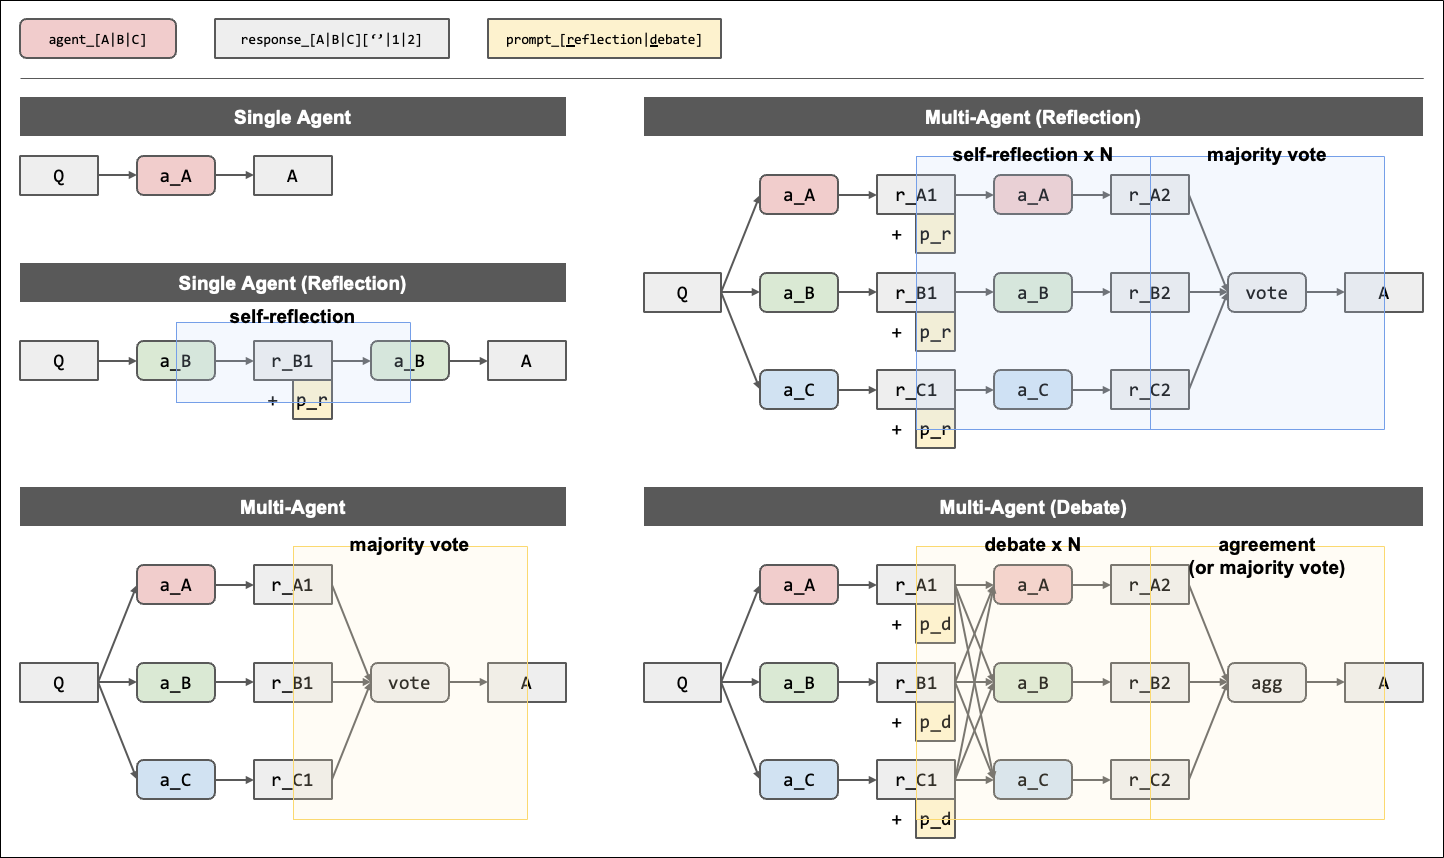 agent_[A|B|C]
response_[A|B|C][‘’|1|2]
prompt_[reflection|debate]
Single Agent
Q
a_A
A
Single Agent (Reflection)
self-reflection
Q
a_B
r_B1
a_B
A
+
p_r
Multi-Agent
majority vote
a_A
r_A1
Q
a_B
r_B1
vote
A
a_C
r_C1
Multi-Agent (Reflection)
self-reflection x N
majority vote
a_A
r_A1
a_A
r_A2
+
p_r
Q
a_B
r_B1
a_B
r_B2
vote
A
+
p_r
a_C
r_C1
a_C
r_C2
+
p_r
Multi-Agent (Debate)
debate x N
agreement
(or majority vote)
a_A
r_A1
a_A
r_A2
+
p_d
Q
a_B
r_B1
a_B
r_B2
agg
A
+
p_d
a_C
r_C1
a_C
r_C2
+
p_d